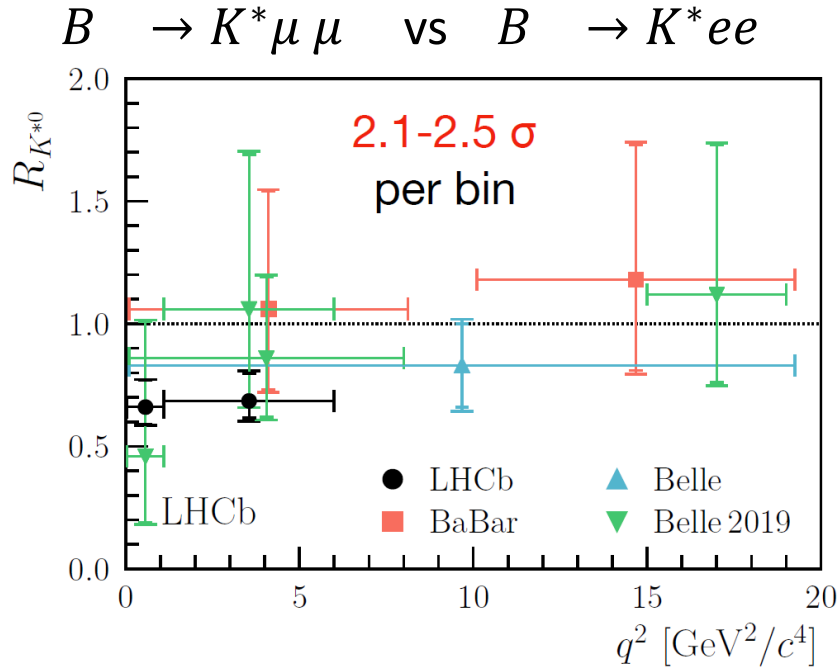 B → K*μ μ vs B → K*ee
2.0
2.1-2.5 σ
per bin
R_{K*0}
1.5
1.0
0.5
LHCb
LHCb
Belle
BaBar
Belle 2019
0.0
0
5
10
15
20
q² [GeV²/c⁴]